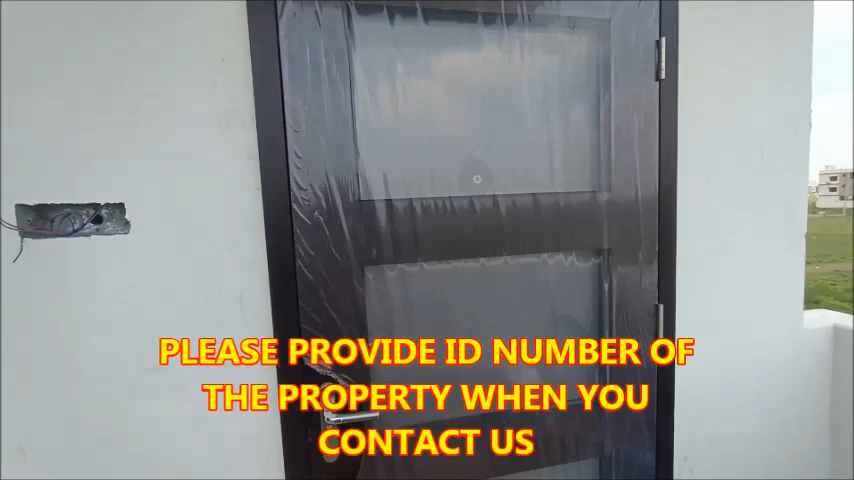 PLEASE PROVIDE ID NUMBER OF
THE PROPERTY WHEN YOU
CONTACT US